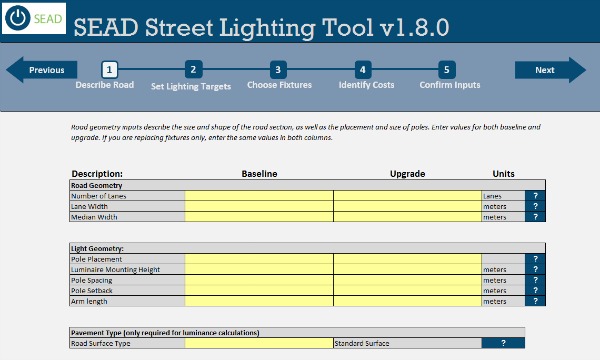 SEAD
SEAD Street Lighting Tool v1.8.0
Previous
1
2
3
4
5
Next
Describe Road
Set Lighting Targets
Choose Fixtures
Identify Costs
Confirm Inputs
Road geometry inputs describe the size and shape of the road section, as well as the placement and size of poles. Enter values for both baseline and
upgrade. If you are replacing fixtures only, enter the same values in both columns.
Description: Baseline Upgrade Units
Road Geometry
Number of Lanes Lanes ?
Lane Width meters ?
Median Width meters ?
Light Geometry:
Pole Placement ?
Luminaire Mounting Height meters ?
Pole Spacing meters ?
Pole Setback meters ?
Arm length meters ?
Pavement Type (only required for luminance calculations)
Road Surface Type Standard Surface ?